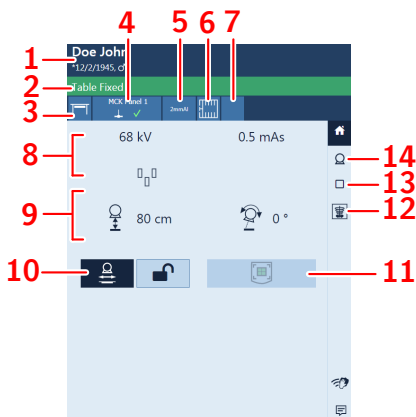 Doe John
*12/2/1945, ♂
Table Fixed
MCK Panel 1
2mmAl
68 kV
0.5 mAs
80 cm
0 °
1
2
3
4
5
6
7
8
9
10
11
12
13
14